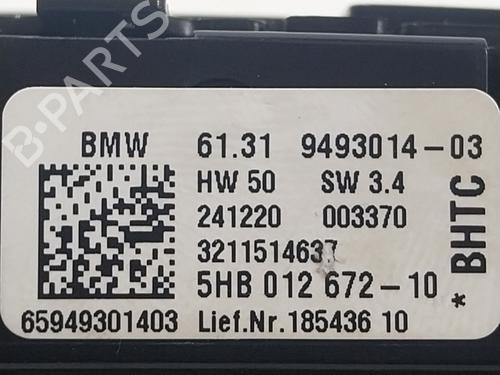 B-PARTS
BMW 61.31 9493014-03
HW 50 SW 3.4
241220 003370
3211514637
5HB 012 672-10
65949301403 Lief.Nr.185436 10
* BHTC